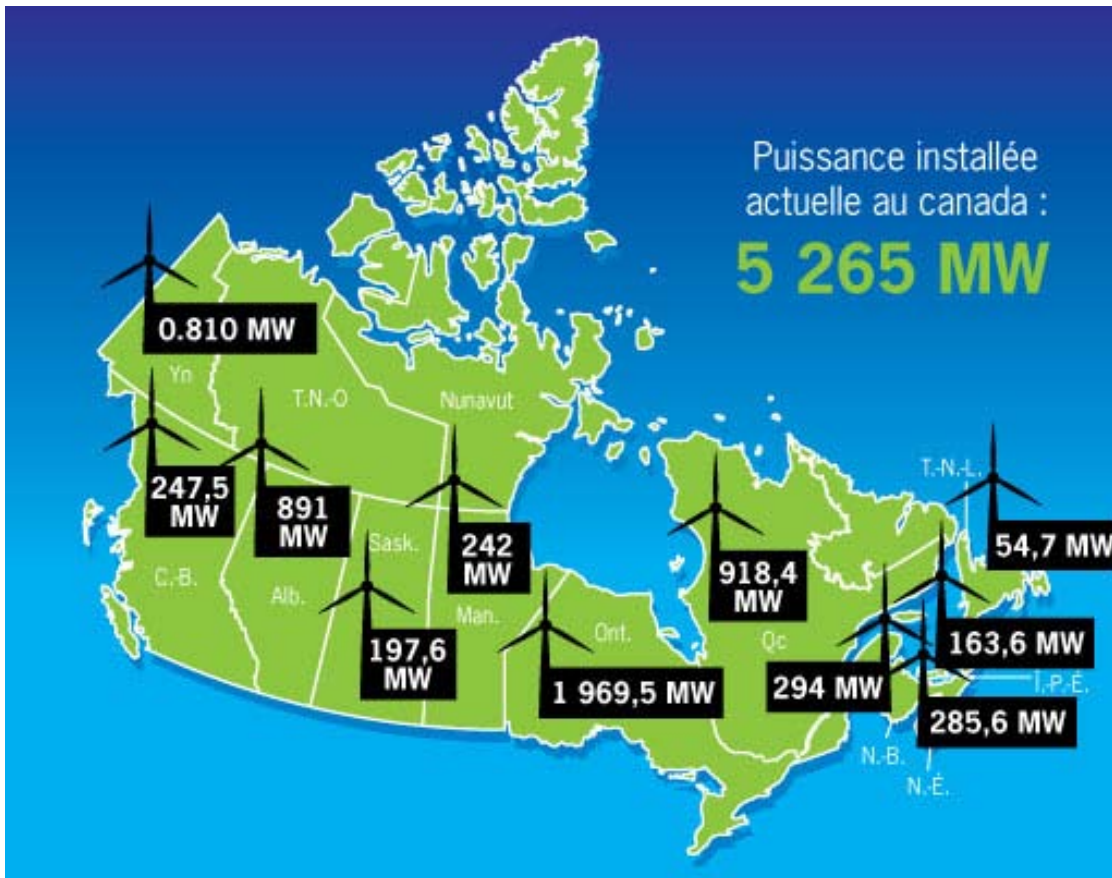 Puissance installée
actuelle au canada :
5 265 MW
0.810 MW
Yn
T.N.-O
Nunavut
247,5
MW
891
MW
Sask.
242
MW
918,4
MW
T.-N.-L.
54,7 MW
C.-B.
Alb.
197,6
MW
Man.
Ont.
1 969,5 MW
Qc
163,6 MW
294 MW
I.-P.-É.
285,6 MW
N.-B.
N.-É.